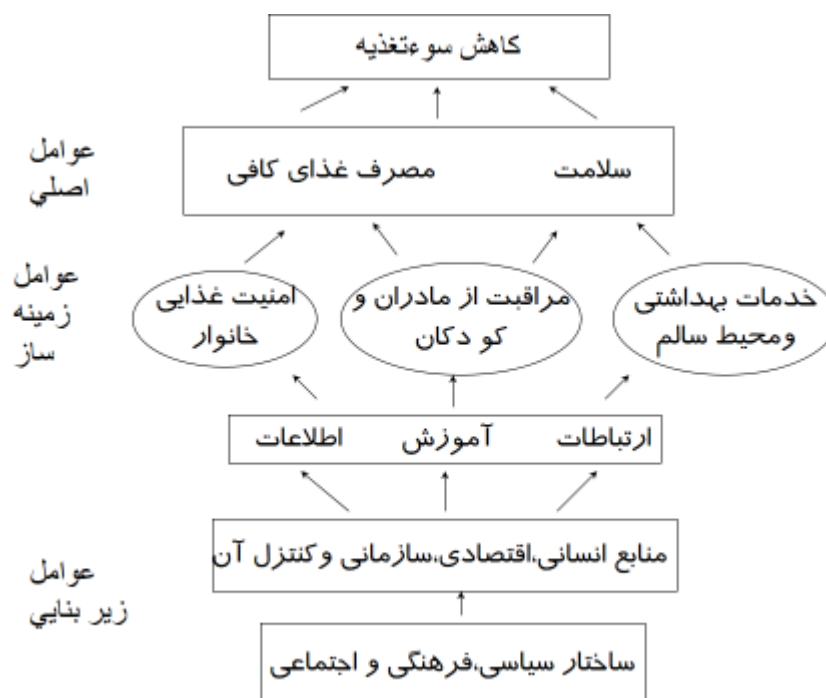 کاهش سوءتغذیه
عوامل
اصلي
سلامت
مصرف غذای کافی
عوامل
زمینه
ساز
خدمات بهداشتی
ومحیط سالم
مراقبت از مادران و
کو دکان
امنیت غذایی
خانوار
ارتباطات
آموزش
اطلاعات
عوامل
زیر بنايي
منابع انسانی،اقتصادی،سازمانی وکنتزل آن
ساختار سیاسی،فرهنگی و اجتماعی